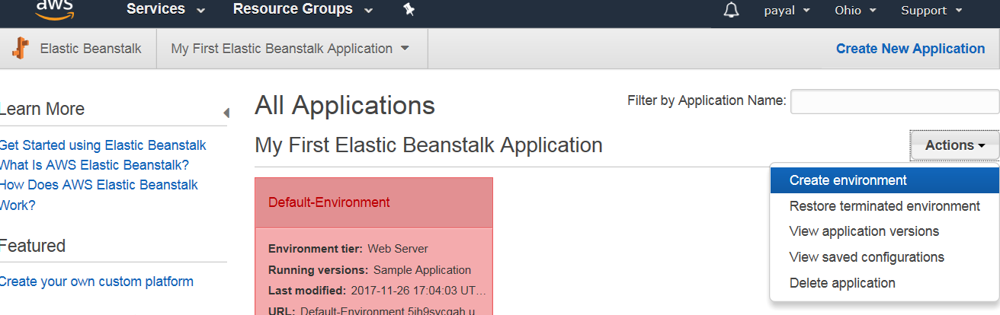 aws Services Resource Groups payal Ohio Support
Elastic Beanstalk My First Elastic Beanstalk Application Create New Application
Learn More
Get Started using Elastic Beanstalk
What Is AWS Elastic Beanstalk?
How Does AWS Elastic Beanstalk
Work?
Featured
Create your own custom platform
All Applications
Filter by Application Name:
My First Elastic Beanstalk Application
Actions
Create environment
Restore terminated environment
View application versions
View saved configurations
Delete application
Default-Environment
Environment tier: Web Server
Running versions: Sample Application
Last modified: 2017-11-26 17:04:03 UT...
URL: